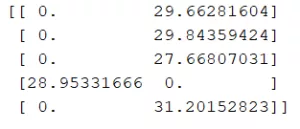 [[ 0.          29.66281604]
 [ 0.          29.84359424]
 [ 0.          27.66807031]
 [28.95331666  0.        ]
 [ 0.          31.20152823]]